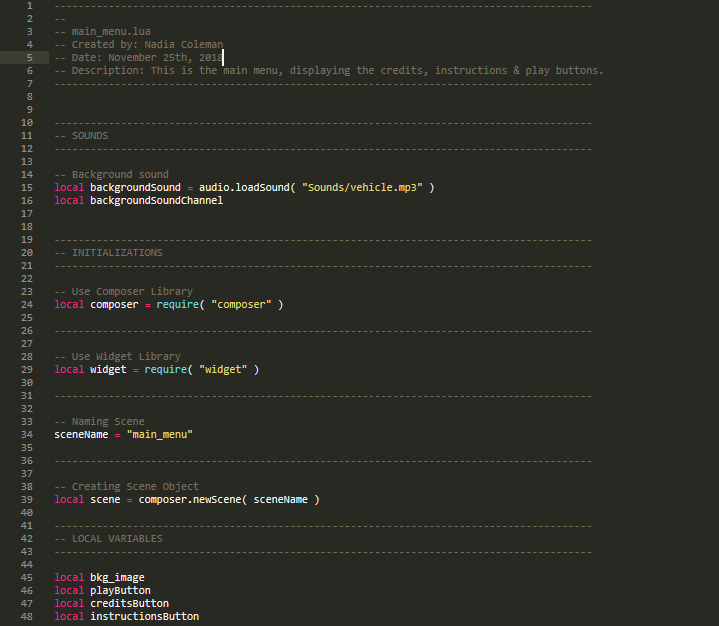 1 ------------------------------------------------------------------------------------------
2 --
3 -- main_menu.lua
4 -- Created by: Nadia Coleman
5 -- Date: November 25th, 2018
6 -- Description: This is the main menu, displaying the credits, instructions & play buttons.
7 -----------------------------------------------------------------------------------------
8
9
10 -----------------------------------------------------------------------------------------
11 -- SOUNDS
12 -----------------------------------------------------------------------------------------
13
14 -- Background sound
15 local backgroundSound = audio.loadSound( "Sounds/vehicle.mp3" )
16 local backgroundSoundChannel
17
18
19 -----------------------------------------------------------------------------------------
20 -- INITIALIZATIONS
21 -----------------------------------------------------------------------------------------
22
23 -- Use Composer Library
24 local composer = require( "composer" )
25
26 -----------------------------------------------------------------------------------------
27
28 -- Use Widget Library
29 local widget = require( "widget" )
30
31 -----------------------------------------------------------------------------------------
32
33 -- Naming Scene
34 sceneName = "main_menu"
35
36 -----------------------------------------------------------------------------------------
37
38 -- Creating Scene Object
39 local scene = composer.newScene( sceneName )
40
41 -----------------------------------------------------------------------------------------
42 -- LOCAL VARIABLES
43 -----------------------------------------------------------------------------------------
44
45 local bkg_image
46 local playButton
47 local creditsButton
48 local instructionsButton